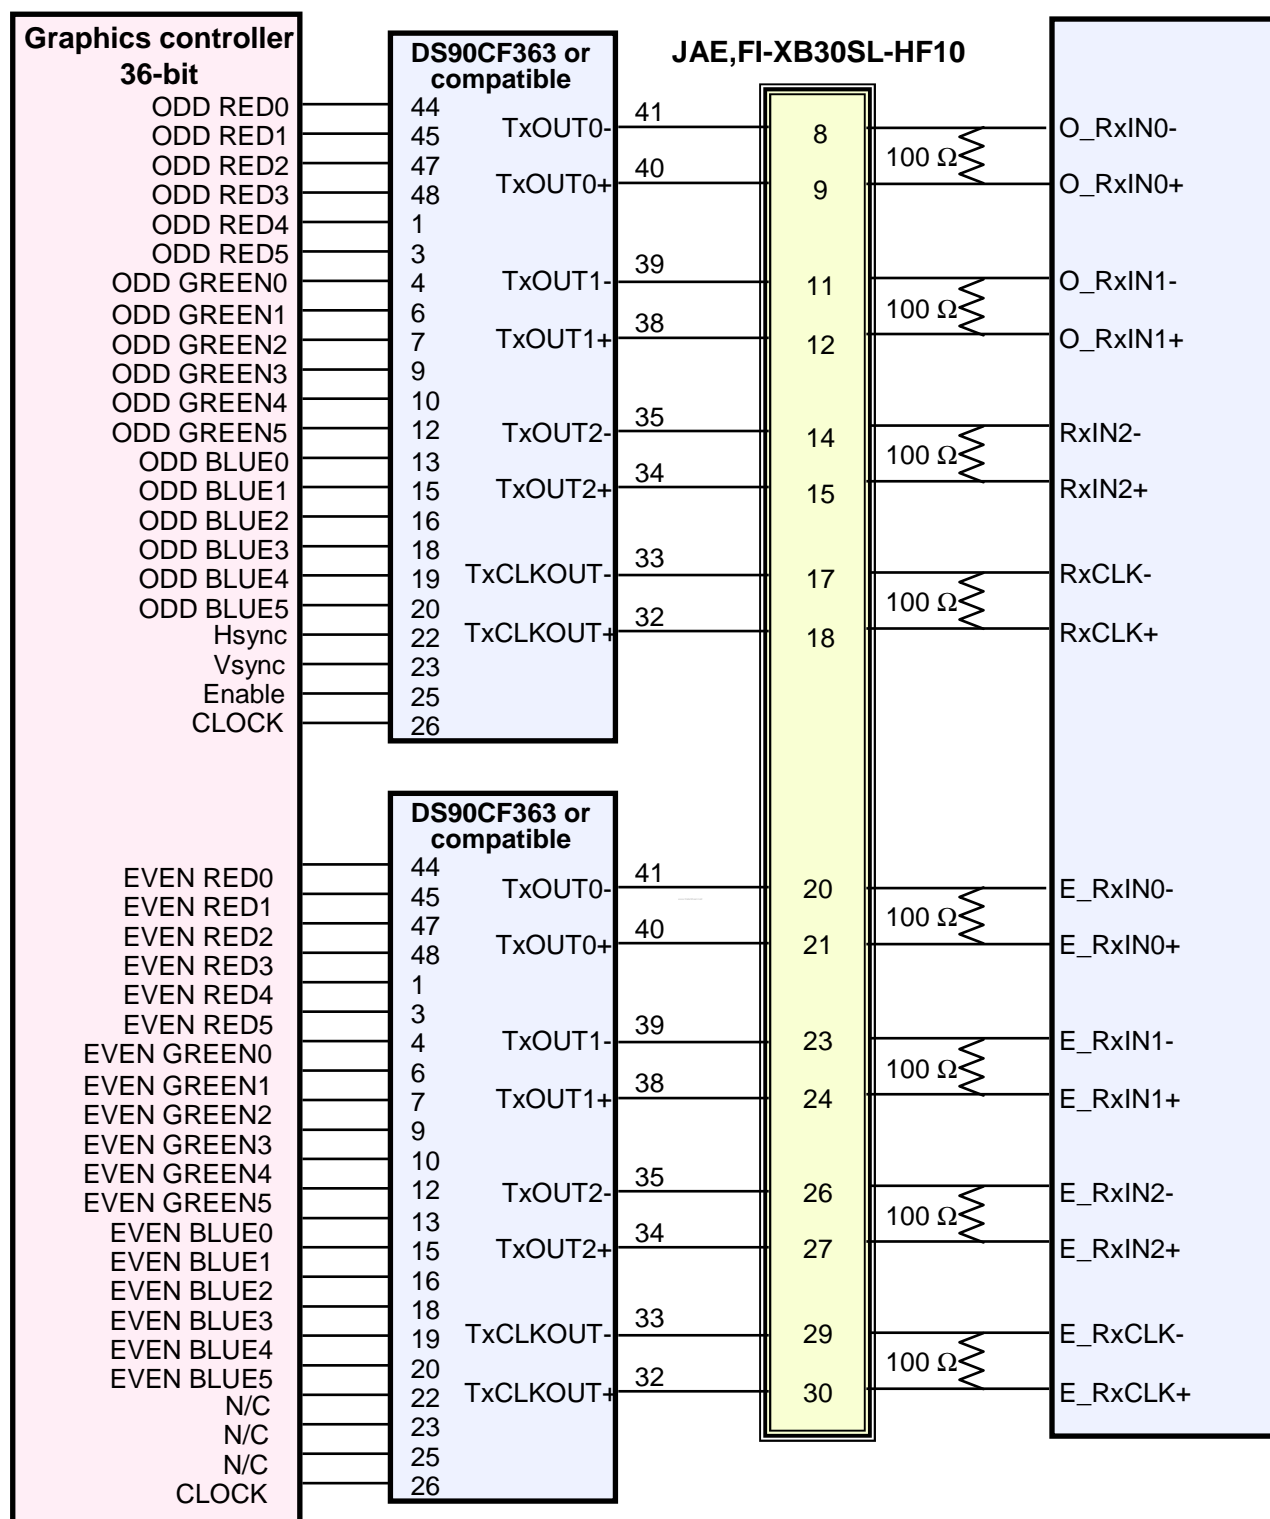 Graphics controller
36-bit
ODD RED0
ODD RED1
ODD RED2
ODD RED3
ODD RED4
ODD RED5
ODD GREEN0
ODD GREEN1
ODD GREEN2
ODD GREEN3
ODD GREEN4
ODD GREEN5
ODD BLUE0
ODD BLUE1
ODD BLUE2
ODD BLUE3
ODD BLUE4
ODD BLUE5
Hsync
Vsync
Enable
CLOCK
EVEN RED0
EVEN RED1
EVEN RED2
EVEN RED3
EVEN RED4
EVEN RED5
EVEN GREEN0
EVEN GREEN1
EVEN GREEN2
EVEN GREEN3
EVEN GREEN4
EVEN GREEN5
EVEN BLUE0
EVEN BLUE1
EVEN BLUE2
EVEN BLUE3
EVEN BLUE4
EVEN BLUE5
N/C
N/C
N/C
CLOCK
DS90CF363 or
compatible
44
45
47
48
1
3
4
6
7
9
10
12
13
15
16
18
19
20
22
23
25
26
TxOUT0-
TxOUT0+
TxOUT1-
TxOUT1+
TxOUT2-
TxOUT2+
TxCLKOUT-
TxCLKOUT+
41
40
39
38
35
34
33
32
DS90CF363 or
compatible
44
45
47
48
1
3
4
6
7
9
10
12
13
15
16
18
19
20
22
23
25
26
TxOUT0-
TxOUT0+
TxOUT1-
TxOUT1+
TxOUT2-
TxOUT2+
TxCLKOUT-
TxCLKOUT+
41
40
39
38
35
34
33
32
JAE,FI-XB30SL-HF10
8
9
11
12
14
15
17
18
20
21
23
24
26
27
29
30
100 Ω
100 Ω
100 Ω
100 Ω
100 Ω
100 Ω
100 Ω
100 Ω
O_RxIN0-
O_RxIN0+
O_RxIN1-
O_RxIN1+
RxIN2-
RxIN2+
RxCLK-
RxCLK+
E_RxIN0-
E_RxIN0+
E_RxIN1-
E_RxIN1+
E_RxIN2-
E_RxIN2+
E_RxCLK-
E_RxCLK+